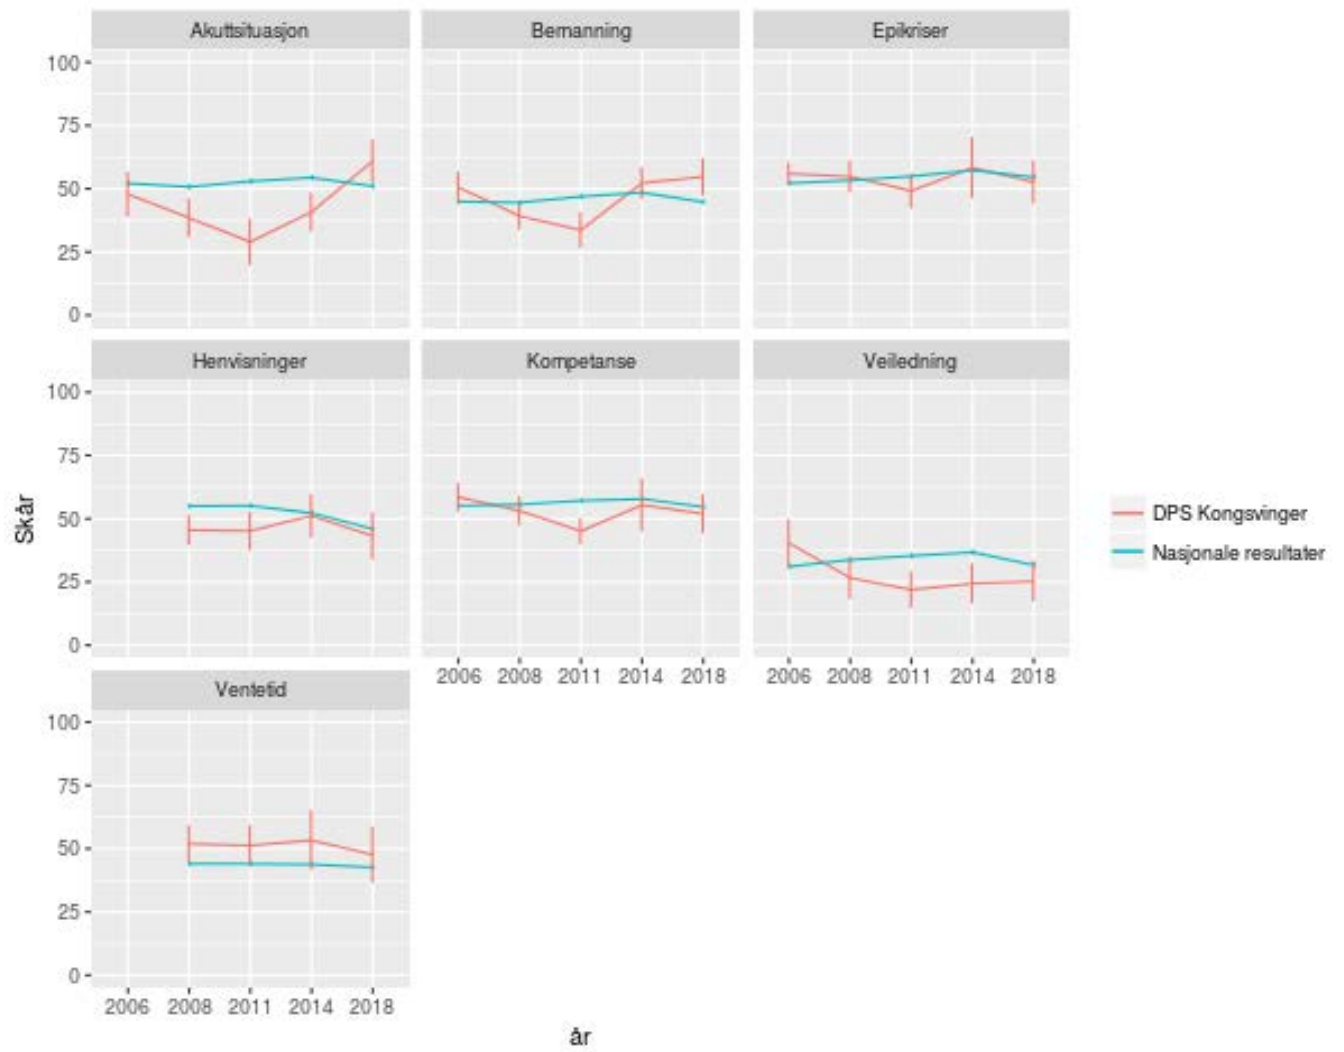 Akuttsituasjon Bemanning Epikriser
100
75
50
25
0
Henvisninger Kompetanse Veiledning
100
75
50
25
0
2006 2008 2011 2014 2018 2006 2008 2011 2014 2018
Ventetid
100
75
50
25
0
2006 2008 2011 2014 2018
år
Skår
DPS Kongsvinger
Nasjonale resultater